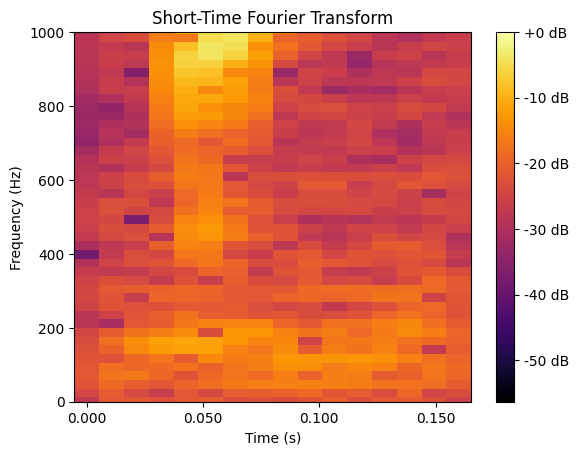 Short-Time Fourier Transform
1000
800
600
400
200
0
Frequency (Hz)
0.000
0.050
0.100
0.150
Time (s)
+0 dB
-10 dB
-20 dB
-30 dB
-40 dB
-50 dB